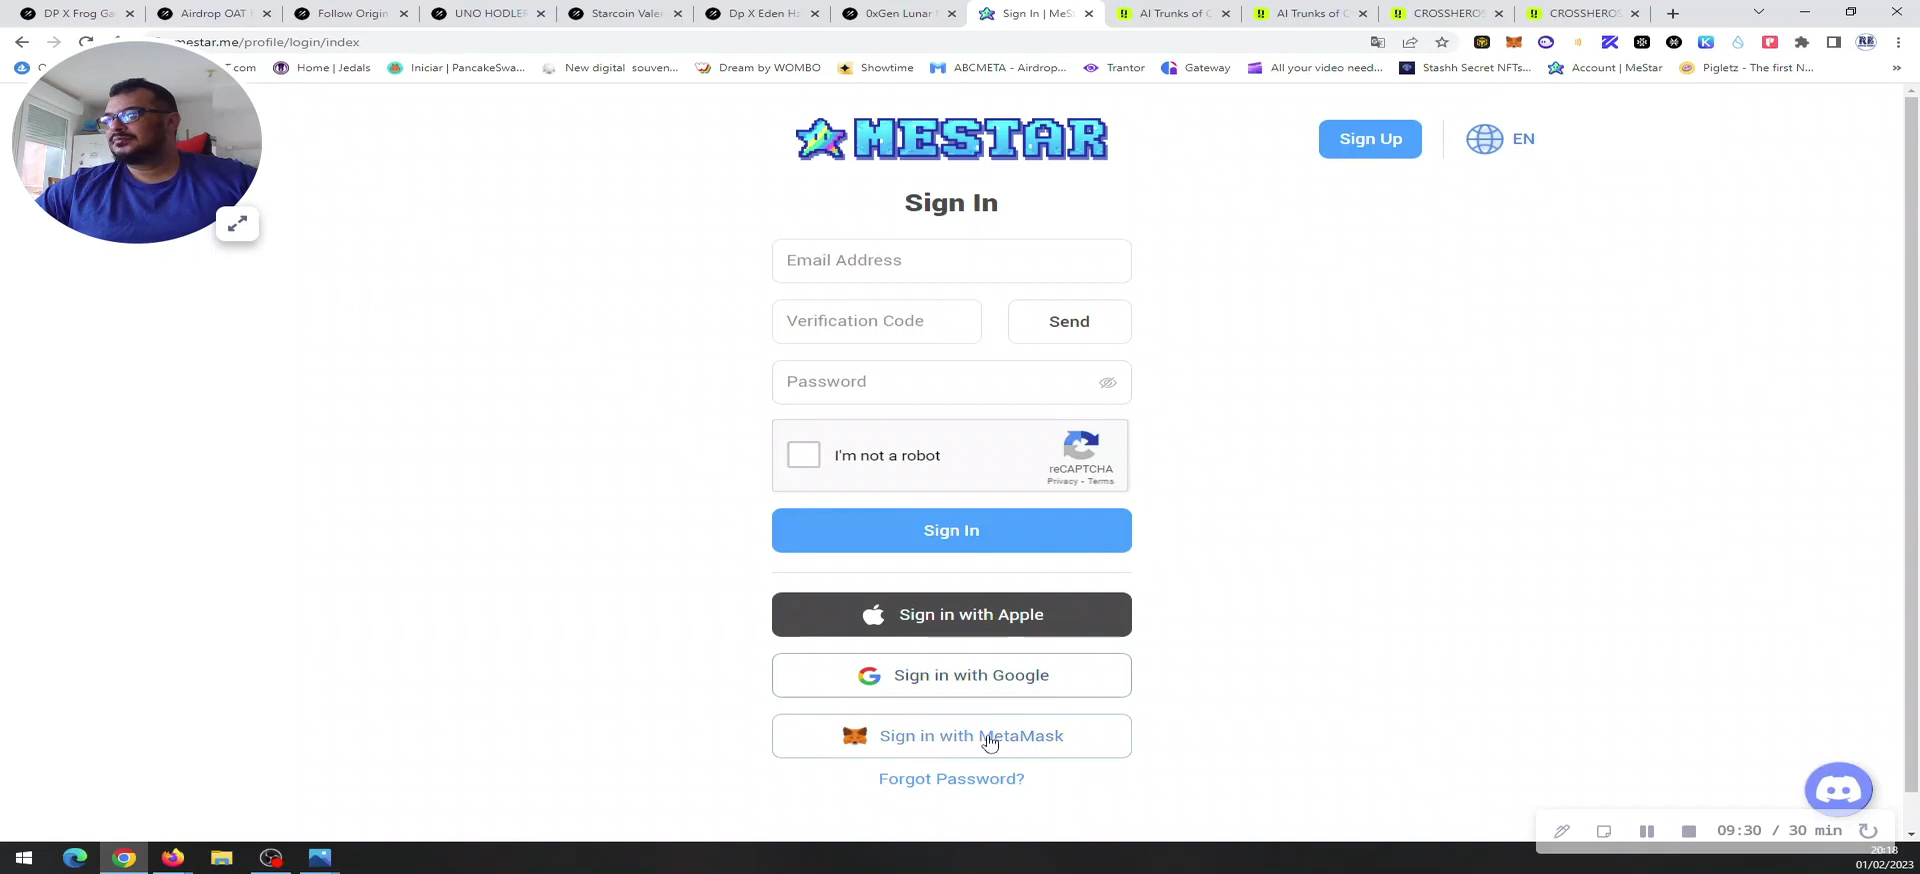 DP X Frog Ga
Airdrop OAT
Follow Origin
UNO HODLER
Starcoin Vale
Dp X Eden Ha
0xGen Lunar
Sign In | MeSt
AI Trunks of C
AI Trunks of C
CROSSHEROS
CROSSHEROS
mestar.me/profile/login/index
T.com
Home | Jedals
Iniciar | PancakeSwa...
New digital souven...
Dream by WOMBO
Showtime
ABCMETA - Airdrop...
Trantor
Gateway
All your video need...
Stashh Secret NFTs...
Account | MeStar
Pigletz - The first N...
MESTAR
Sign Up
EN
Sign In
Email Address
Verification Code
Send
Password
I'm not a robot
reCAPTCHA
Privacy - Terms
Sign In
Sign in with Apple
Sign in with Google
Sign in with MetaMask
Forgot Password?
09:30 / 30 min
20:18
01/02/2023